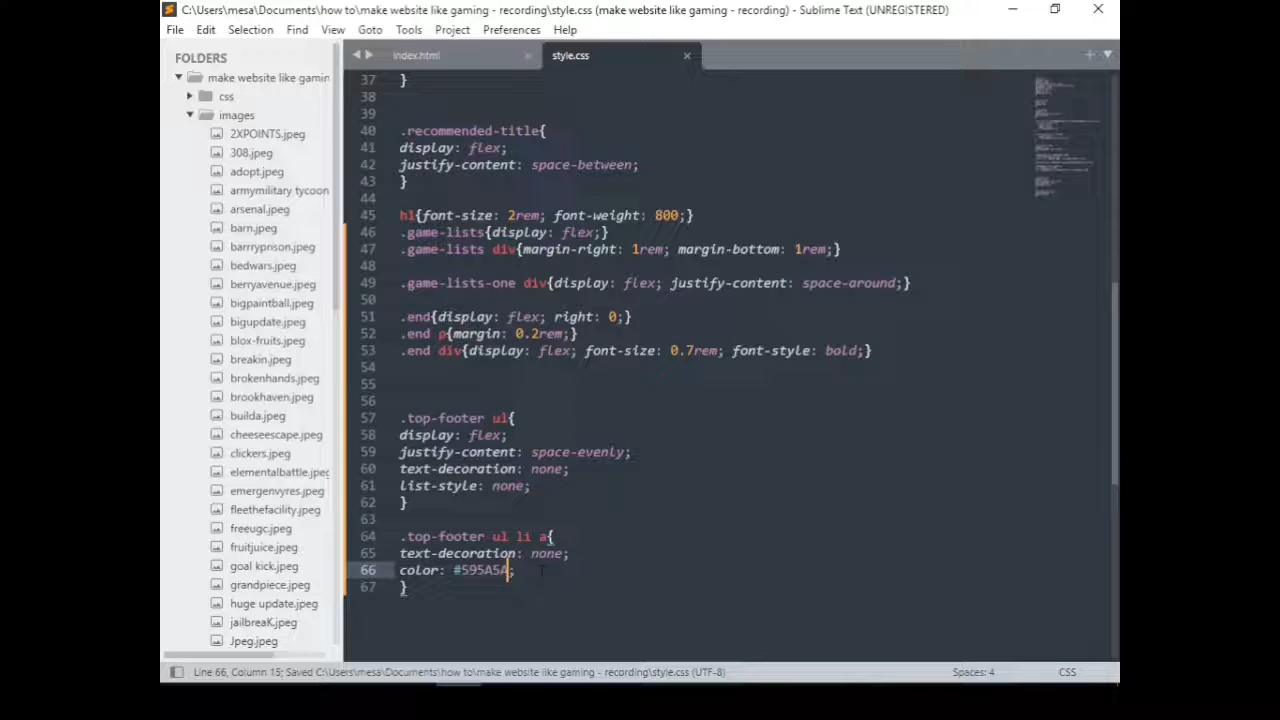 C:\Users\mesa\Documents\how to\make website like gaming - recording\style.css (make website like gaming - recording) - Sublime Text (UNREGISTERED)
File Edit Selection Find View Goto Tools Project Preferences Help
FOLDERS
make website like gamin
css
images
2XPOINTS.jpeg
308.jpeg
adopt.jpeg
armymilitary tycoon
arsenal.jpeg
barn.jpeg
barrryprison.jpeg
bedwars.jpeg
berryavenue.jpeg
bigpaintball.jpeg
bigupdate.jpeg
blox-fruits.jpeg
breakin.jpeg
brokenhands.jpeg
brookhaven.jpeg
builda.jpeg
cheeseescape.jpeg
clickers.jpeg
elementalbattle.jpeg
emergenvyres.jpeg
fleethefacility.jpeg
freeugc.jpeg
fruitjuice.jpeg
goal kick.jpeg
grandpiece.jpeg
huge update.jpeg
jailbreaK.jpeg
Jpeg.jpeg
index.html style.css
37 }
38
39
40 .recommended-title{
41 display: flex;
42 justify-content: space-between;
43 }
44
45 h1{font-size: 2rem; font-weight: 800;}
46 .game-lists{display: flex;}
47 .game-lists div{margin-right: 1rem; margin-bottom: 1rem;}
48
49 .game-lists-one div{display: flex; justify-content: space-around;}
50
51 .end{display: flex; right: 0;}
52 .end p{margin: 0.2rem;}
53 .end div{display: flex; font-size: 0.7rem; font-style: bold;}
54
55
56
57 .top-footer ul{
58 display: flex;
59 justify-content: space-evenly;
60 text-decoration: none;
61 list-style: none;
62 }
63
64 .top-footer ul li a{
65 text-decoration: none;
66 color: #595A5A;
67 }
Line 66, Column 15; Saved C:\Users\mesa\Documents\how to\make website like gaming - recording\style.css (UTF-8) Spaces: 4 CSS